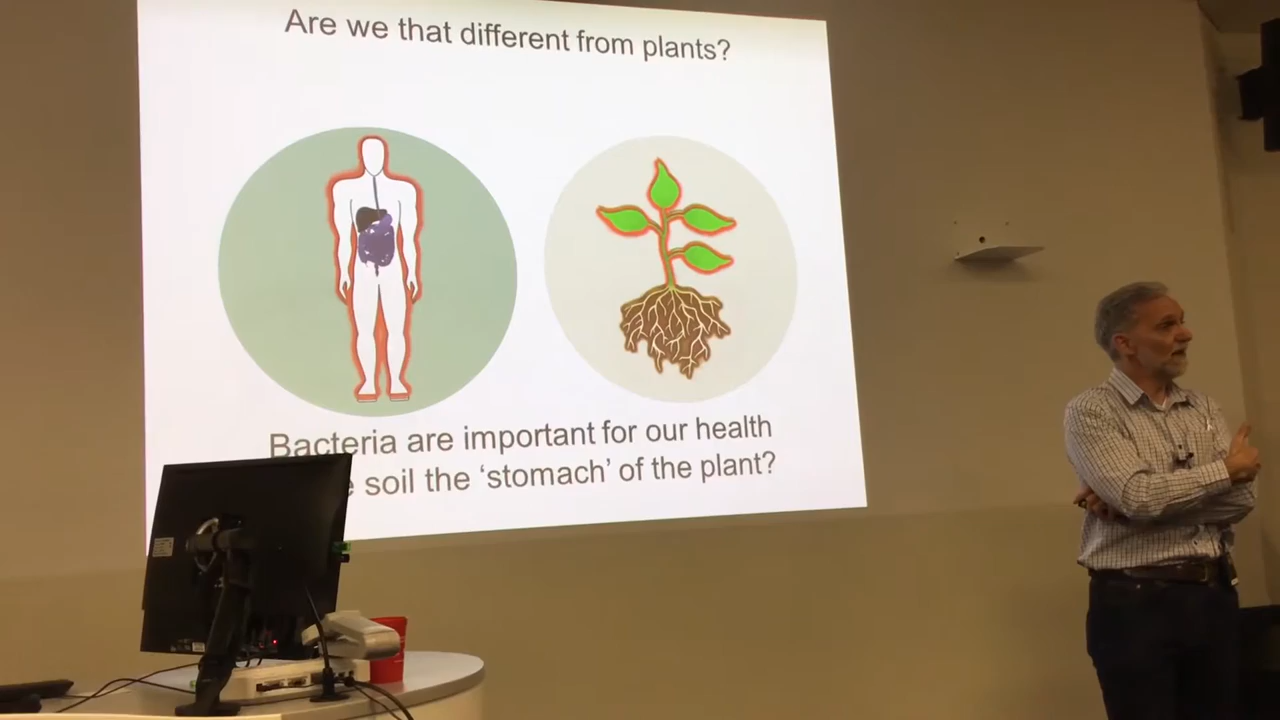 Are we that different from plants?
Bacteria are important for our health
soil the ‘stomach’ of the plant?